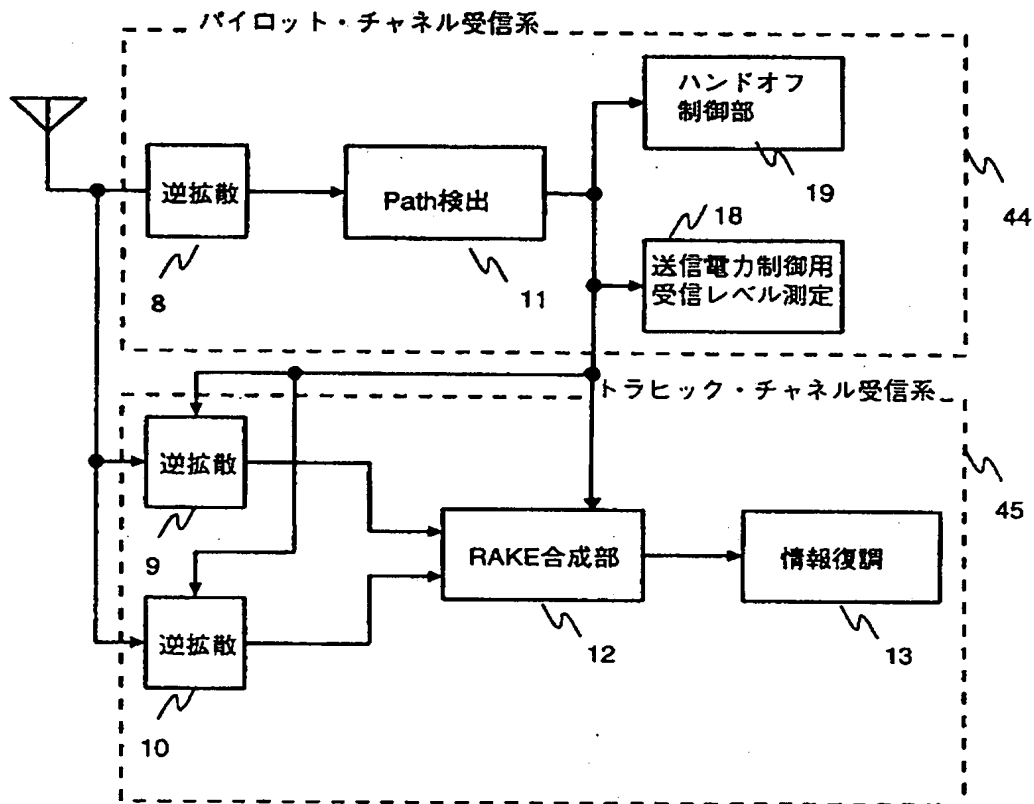 パイロット・チャネル受信系
ハンドオフ
制御部
19
44
逆拡散
8
Path検出
11
18
送信電力制御用
受信レベル測定
トラヒック・チャネル受信系
45
逆拡散
9
逆拡散
10
RAKE合成部
12
情報復調
13